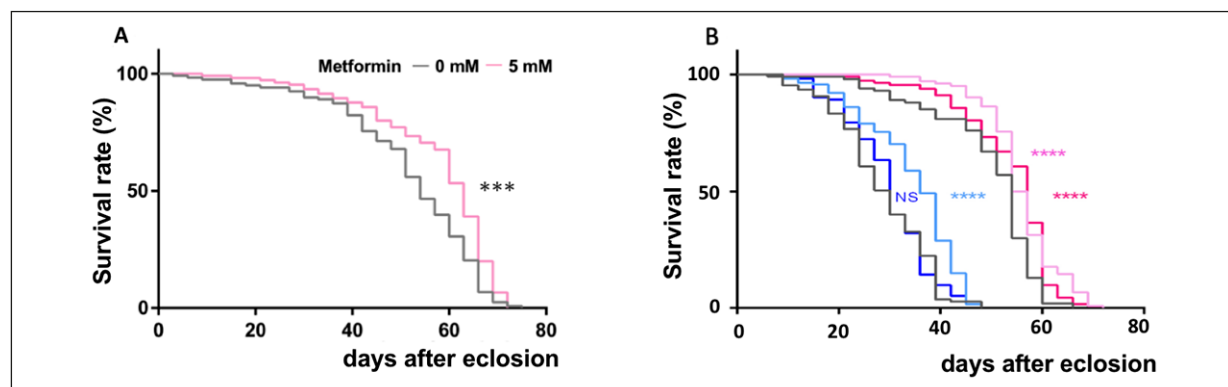 A
Metformin 0 mM 5 mM
Survival rate (%)
100
50
0
***
0 20 40 60 80
days after eclosion
B
Survival rate (%)
100
50
0
****
NS **** ****
0 20 40 60 80
days after eclosion